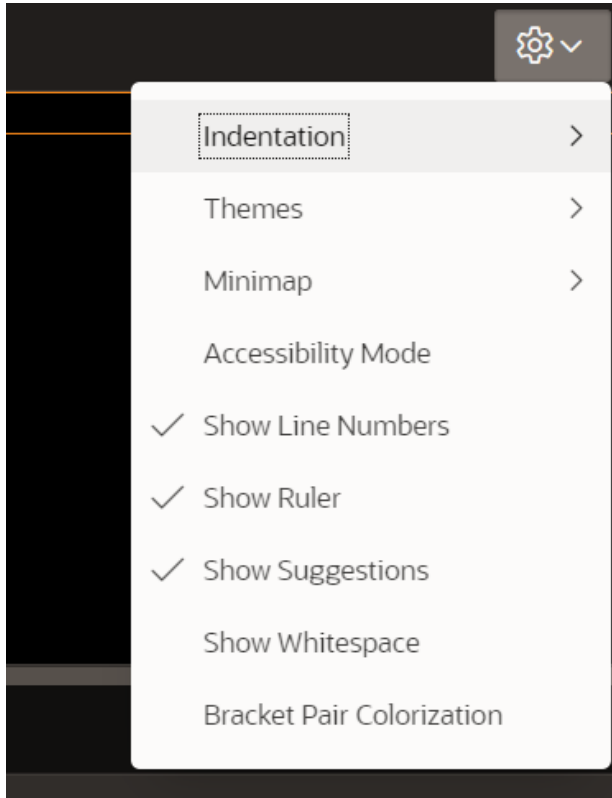 Indentation
Themes
Minimap
Accessibility Mode
Show Line Numbers
Show Ruler
Show Suggestions
Show Whitespace
Bracket Pair Colorization